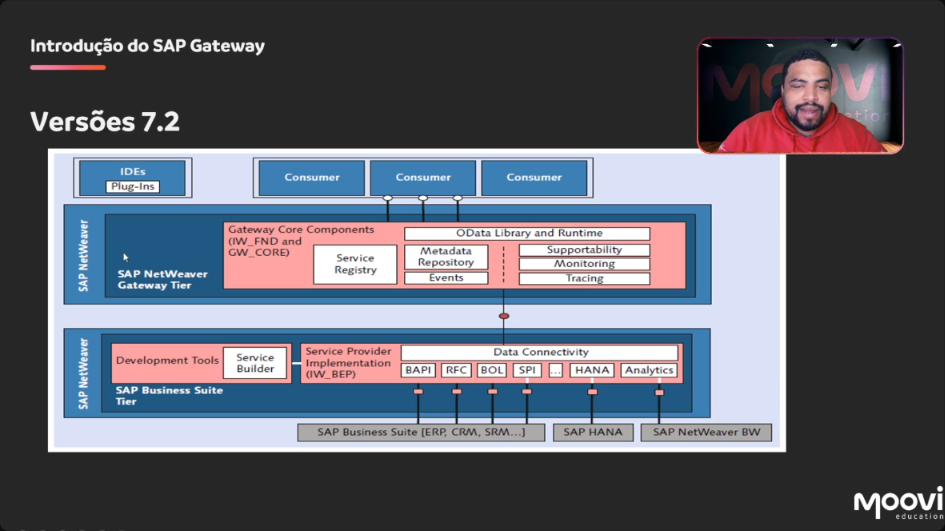 Introdução do SAP Gateway
Versões 7.2
IDEs
Plug-Ins
Consumer
Consumer
Consumer
SAP NetWeaver
SAP NetWeaver
Gateway Tier
Gateway Core Components
(IW_FND and
GW_CORE)
Service
Registry
OData Library and Runtime
Metadata
Repository
Events
Supportability
Monitoring
Tracing
SAP NetWeaver
Development Tools
Service
Builder
SAP Business Suite
Tier
Service Provider
Implementation
(IW_BEP)
Data Connectivity
BAPI
RFC
BOL
SPI
...
HANA
Analytics
SAP Business Suite [ERP, CRM, SRM...]
SAP HANA
SAP NetWeaver BW
MOOVI
education